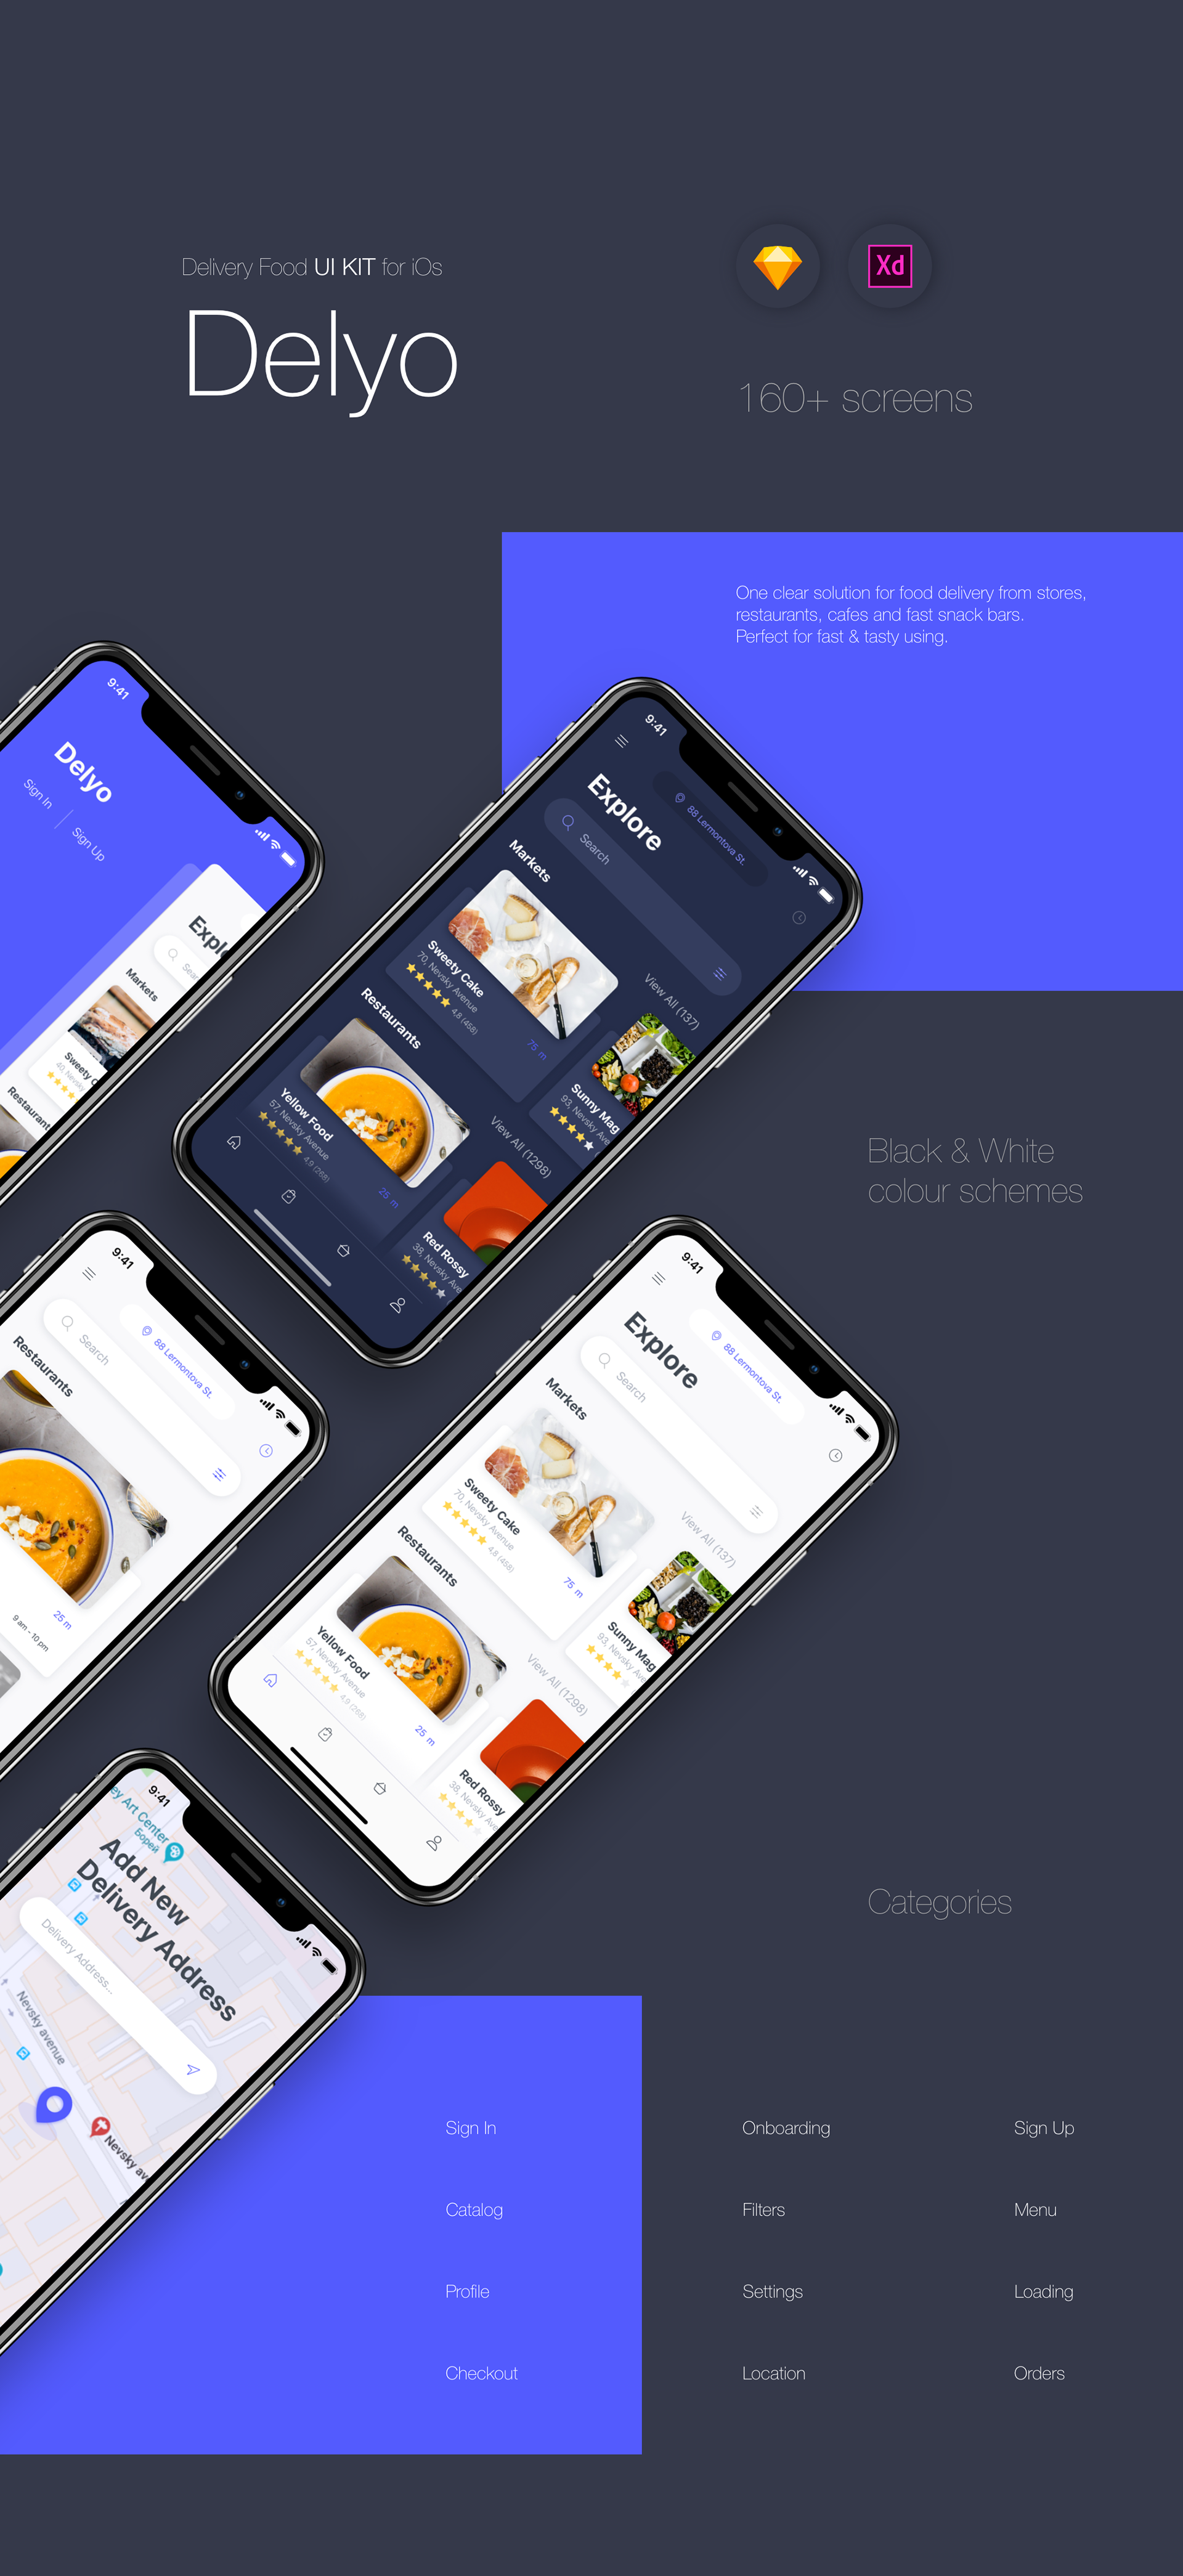 Delivery Food UI KIT for iOs
Delyo
Xd
160+ screens
One clear solution for food delivery from stores,
restaurants, cafes and fast snack bars.
Perfect for fast & tasty using.
9:41
Delyo
Sign In
Sign Up
Markets
9:41
Explore
88 Lermontova St.
Search
Markets
View All (137)
Sweety Cake
70, Nevsky Avenue
4,8 (458)
75 m
Sunny Mag
93, Nevsky Ave
Restaurants
View All (1298)
Yellow Food
57, Nevsky Avenue
4,9 (268)
25 m
Red Rossy
38, Nevsky Ave
Black & White
colour schemes
9:41
88 Lermontova St.
Search
Restaurants
25 m
9 am - 10 pm
9:41
Explore
88 Lermontova St.
Search
Markets
View All (137)
Sweety Cake
70, Nevsky Avenue
4,8 (458)
75 m
Sunny Mag
93, Nevsky Ave
Restaurants
View All (1298)
Yellow Food
57, Nevsky Avenue
4,9 (268)
25 m
Red Rossy
38, Nevsky Ave
9:41
ey Art Center
Борей
Add New
Delivery Address
Delivery Address...
Nevsky avenue
Nevsky av
Categories
Sign In
Onboarding
Sign Up
Catalog
Filters
Menu
Profile
Settings
Loading
Checkout
Location
Orders